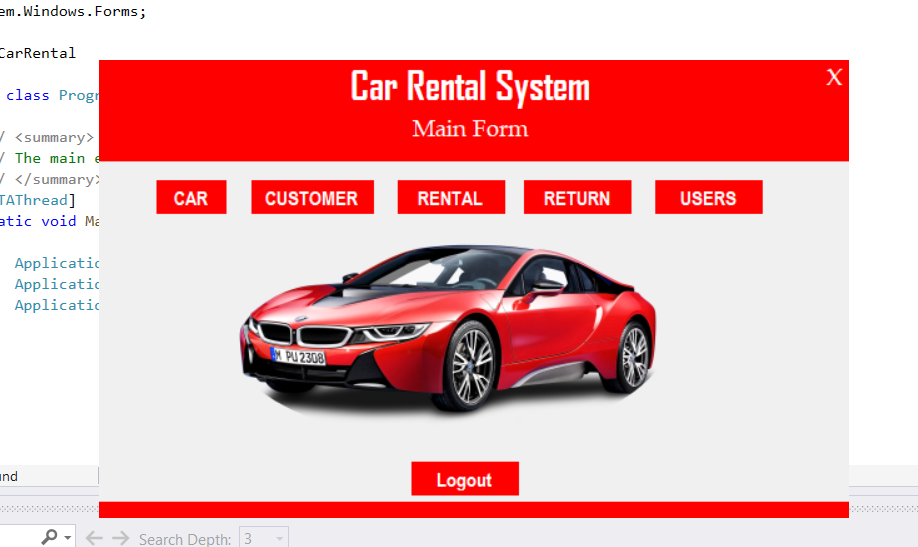 em.Windows.Forms;
CarRental
class Progr
/ <summary>
/ The main e
/ </summary>
TAThread]
atic void Ma
Applicatio
Applicatio
Applicatio
Car Rental System
X
Main Form
CAR CUSTOMER RENTAL RETURN USERS
M PU 2308
Logout
und
Search Depth: 3